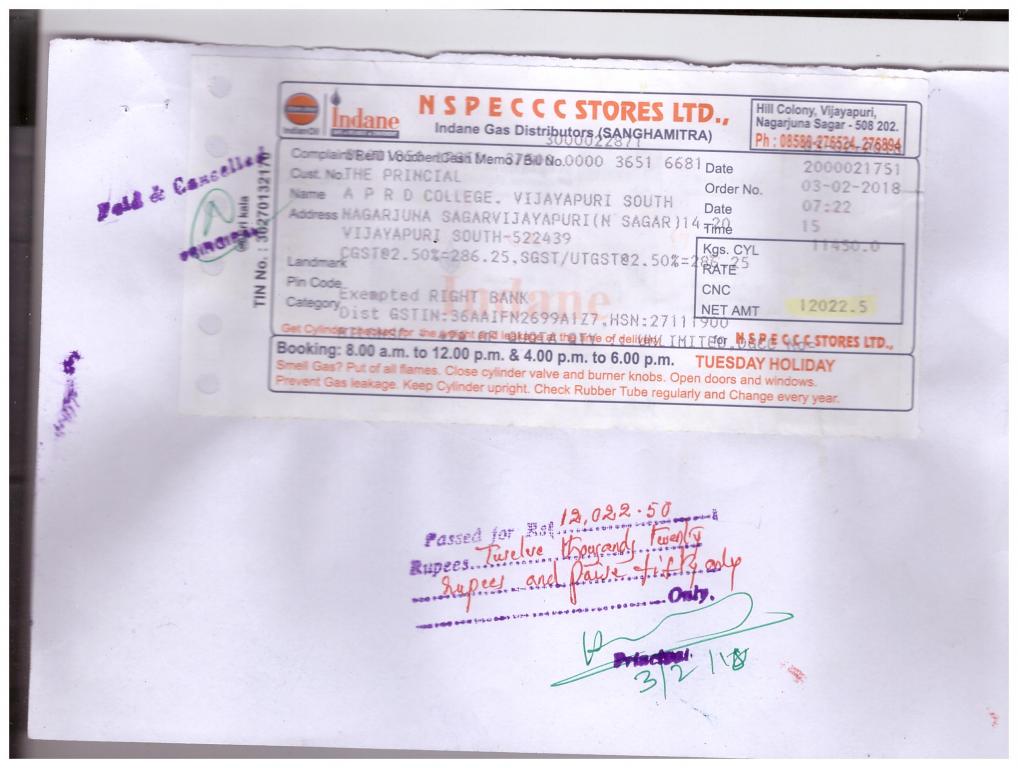 IndianOil
Indane
N S P E C C C STORES LTD.,
Indane Gas Distributors (SANGHAMITRA)
Hill Colony, Vijayapuri,
Nagarjuna Sagar - 508 202.
Ph : 08586-276524, 276894
3000022871
Complaint/Refil Voucher/Cash Memo / Bill No. 0000 3651 6681
Date 2000021751
Cust. No. THE PRINCIAL
Order No. 03-02-2018
Name A P R D COLLEGE. VIJAYAPURI SOUTH
Date 07:22
Address NAGARJUNA SAGARVIJAYAPURI(N SAGAR)14-20
Time 15
VIJAYAPURI SOUTH-522439
Kgs. CYL 11450.0
CGST@2.50%=286.25,SGST/UTGST@2.50%=286.25
Landmark
RATE
Pin Code
CNC
Category Exempted RIGHT BANK
NET AMT 12022.5
Indane
Dist GSTIN:36AAIFN2699A1Z7,HSN:27111900
Get Cylinder checked for the weight and leakage at the time of delivery
for N S P E C C C STORES LTD.,
Booking: 8.00 a.m. to 12.00 p.m. & 4.00 p.m. to 6.00 p.m. TUESDAY HOLIDAY
Smell Gas? Put of all flames. Close cylinder valve and burner knobs. Open doors and windows.
Prevent Gas leakage. Keep Cylinder upright. Check Rubber Tube regularly and Change every year.
TIN No. : 30270132170
Paid & Cancelled
PRINCIPAL
Passed for Rs. 12,022.50
Rupees Twelve thousands Twenty
rupees and paise fifty only
Only.
Principal.
3/2/18